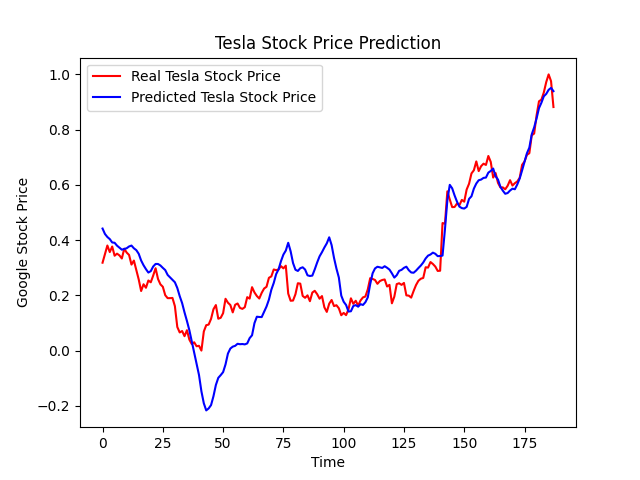 Tesla Stock Price Prediction
Real Tesla Stock Price
Predicted Tesla Stock Price
Google Stock Price
1.0
0.8
0.6
0.4
0.2
0.0
−0.2
0 25 50 75 100 125 150 175
Time